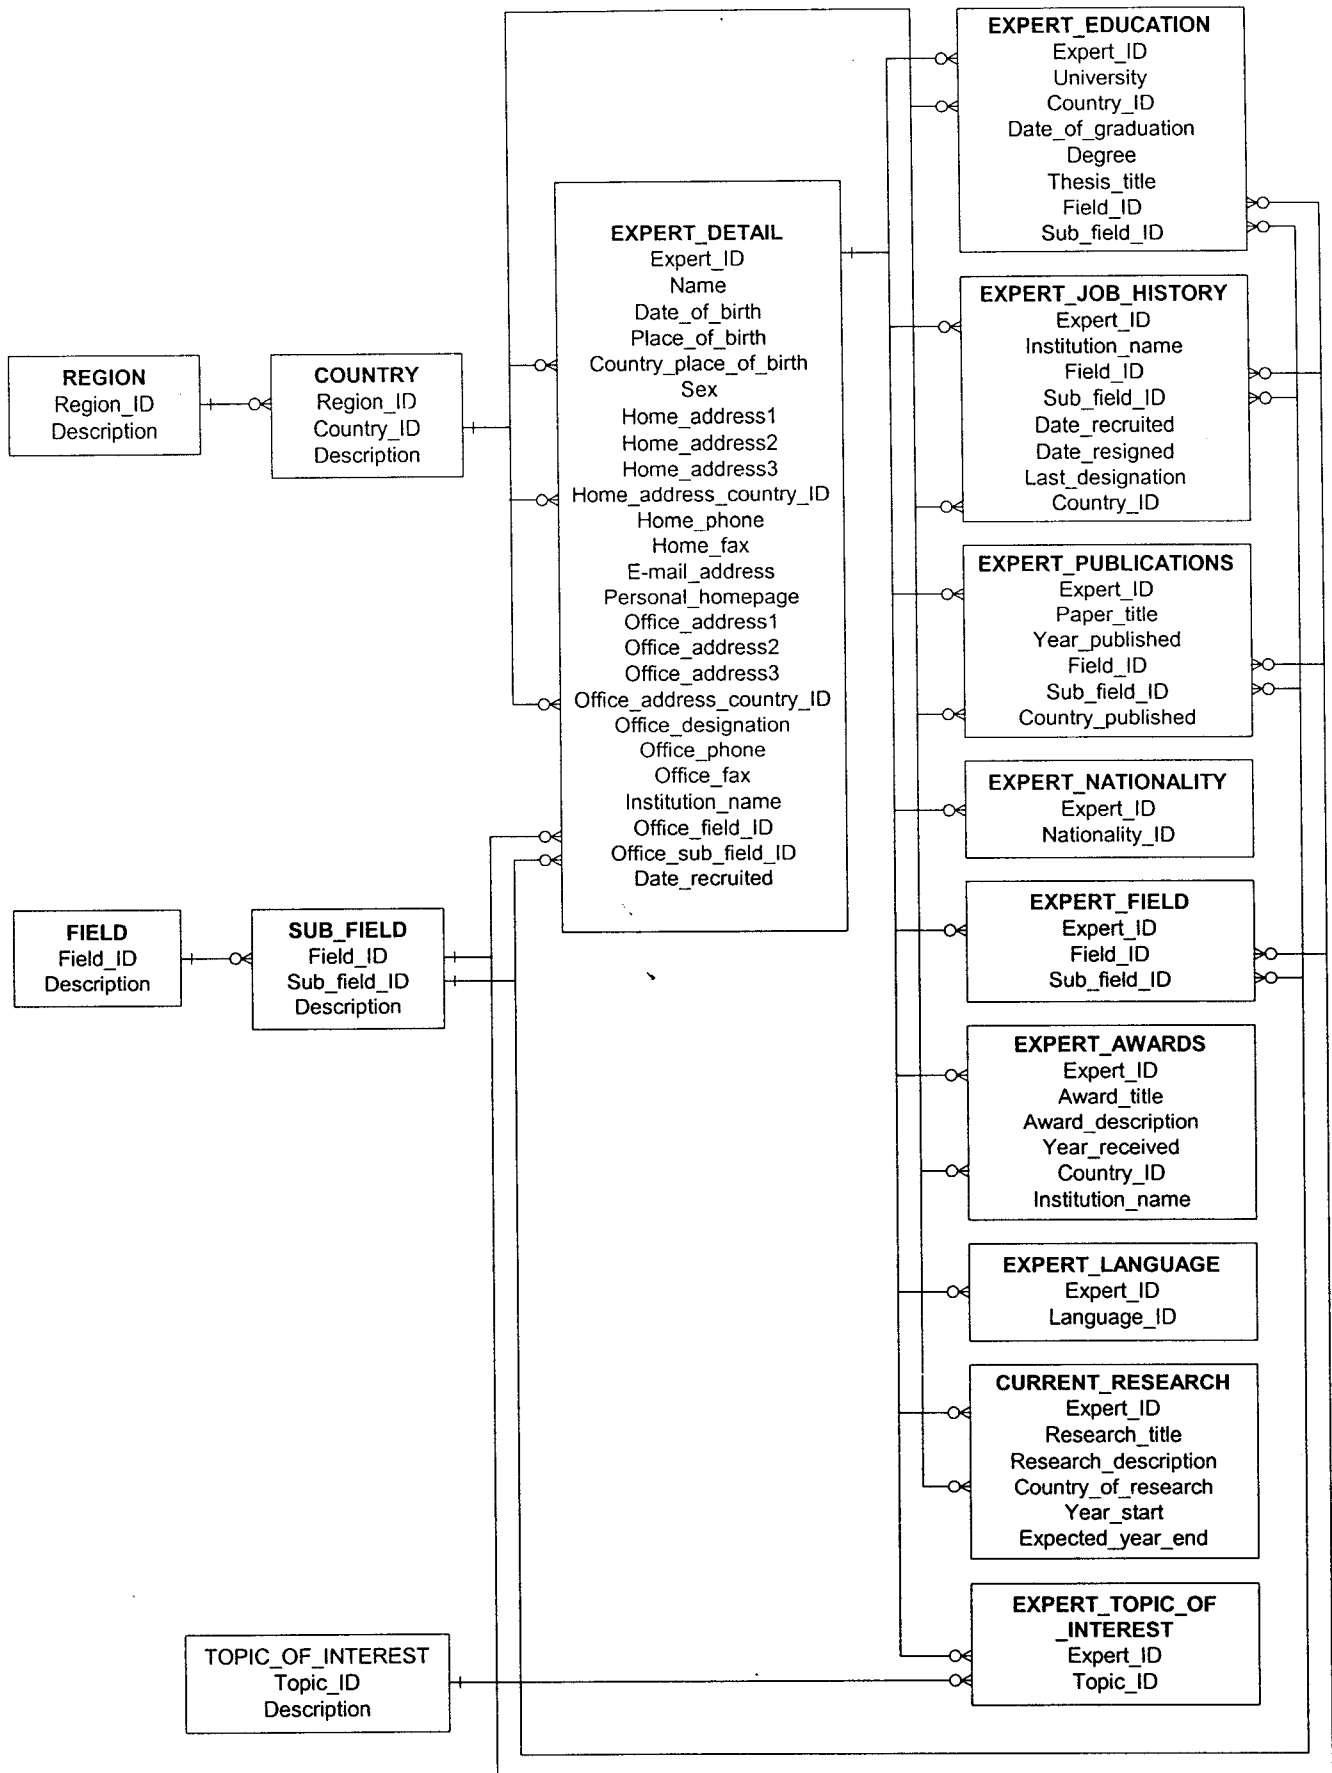 REGION
Region_ID
Description
COUNTRY
Region_ID
Country_ID
Description
FIELD
Field_ID
Description
SUB_FIELD
Field_ID
Sub_field_ID
Description
TOPIC_OF_INTEREST
Topic_ID
Description
EXPERT_DETAIL
Expert_ID
Name
Date_of_birth
Place_of_birth
Country_place_of_birth
Sex
Home_address1
Home_address2
Home_address3
Home_address_country_ID
Home_phone
Home_fax
E-mail_address
Personal_homepage
Office_address1
Office_address2
Office_address3
Office_address_country_ID
Office_designation
Office_phone
Office_fax
Institution_name
Office_field_ID
Office_sub_field_ID
Date_recruited
EXPERT_EDUCATION
Expert_ID
University
Country_ID
Date_of_graduation
Degree
Thesis_title
Field_ID
Sub_field_ID
EXPERT_JOB_HISTORY
Expert_ID
Institution_name
Field_ID
Sub_field_ID
Date_recruited
Date_resigned
Last_designation
Country_ID
EXPERT_PUBLICATIONS
Expert_ID
Paper_title
Year_published
Field_ID
Sub_field_ID
Country_published
EXPERT_NATIONALITY
Expert_ID
Nationality_ID
EXPERT_FIELD
Expert_ID
Field_ID
Sub_field_ID
EXPERT_AWARDS
Expert_ID
Award_title
Award_description
Year_received
Country_ID
Institution_name
EXPERT_LANGUAGE
Expert_ID
Language_ID
CURRENT_RESEARCH
Expert_ID
Research_title
Research_description
Country_of_research
Year_start
Expected_year_end
EXPERT_TOPIC_OF
_INTEREST
Expert_ID
Topic_ID